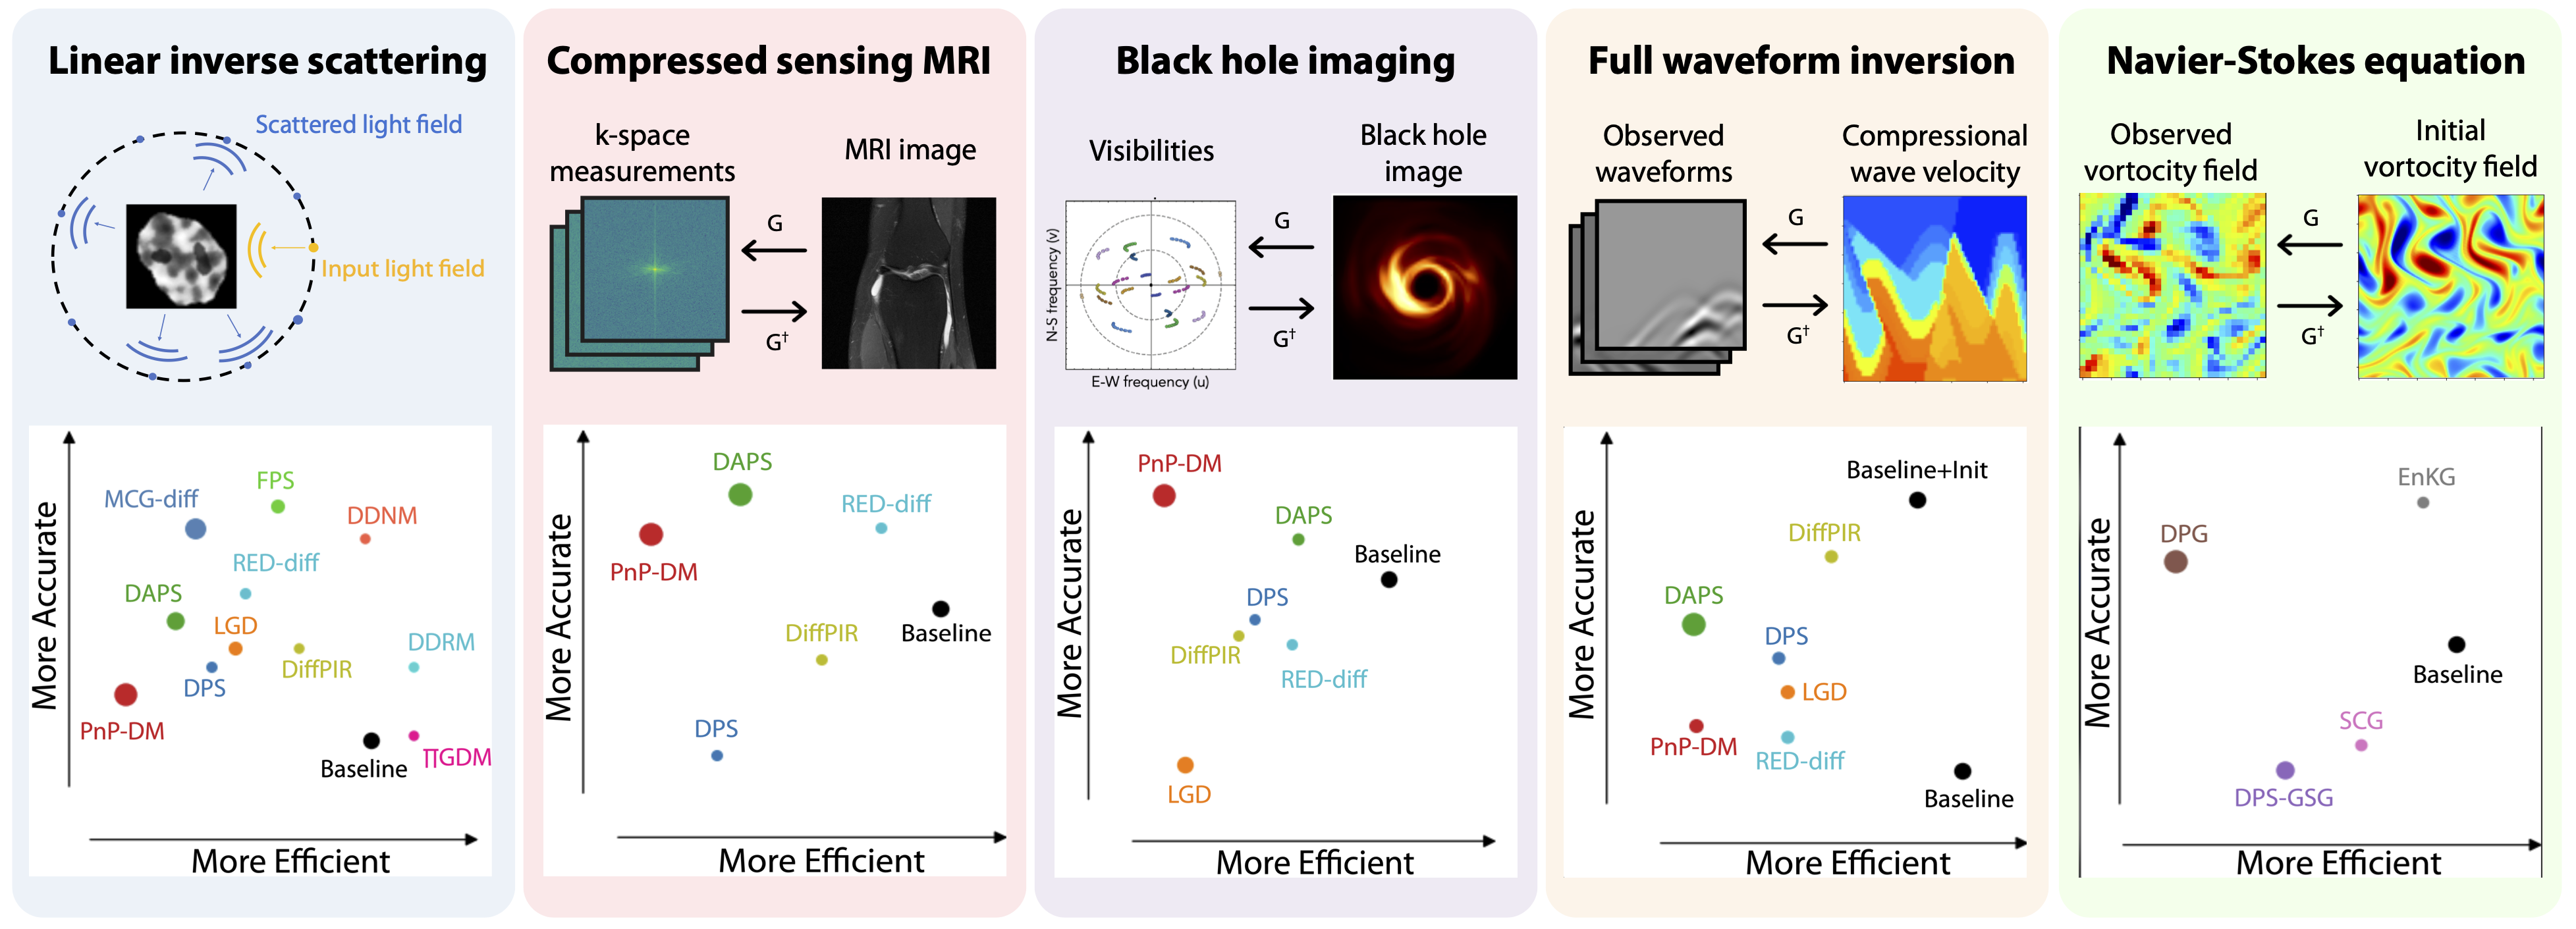 Linear inverse scattering
Scattered light field
Input light field
More Accurate
MCG-diff
FPS
DDNM
RED-diff
DAPS
LGD
DDRM
DiffPIR
DPS
PnP-DM
Baseline
ΠGDM
More Efficient
Compressed sensing MRI
k-space
measurements
MRI image
G
G†
More Accurate
DAPS
RED-diff
PnP-DM
DiffPIR
Baseline
DPS
More Efficient
Black hole imaging
Visibilities
Black hole
image
N-S frequency (v)
E-W frequency (u)
G
G†
More Accurate
PnP-DM
DAPS
Baseline
DPS
DiffPIR
RED-diff
LGD
More Efficient
Full waveform inversion
Observed
waveforms
Compressional
wave velocity
G
G†
More Accurate
Baseline+Init
DiffPIR
DAPS
DPS
LGD
PnP-DM
RED-diff
Baseline
More Efficient
Navier-Stokes equation
Observed
vortocity field
Initial
vortocity field
G
G†
More Accurate
EnKG
DPG
Baseline
SCG
DPS-GSG
More Efficient